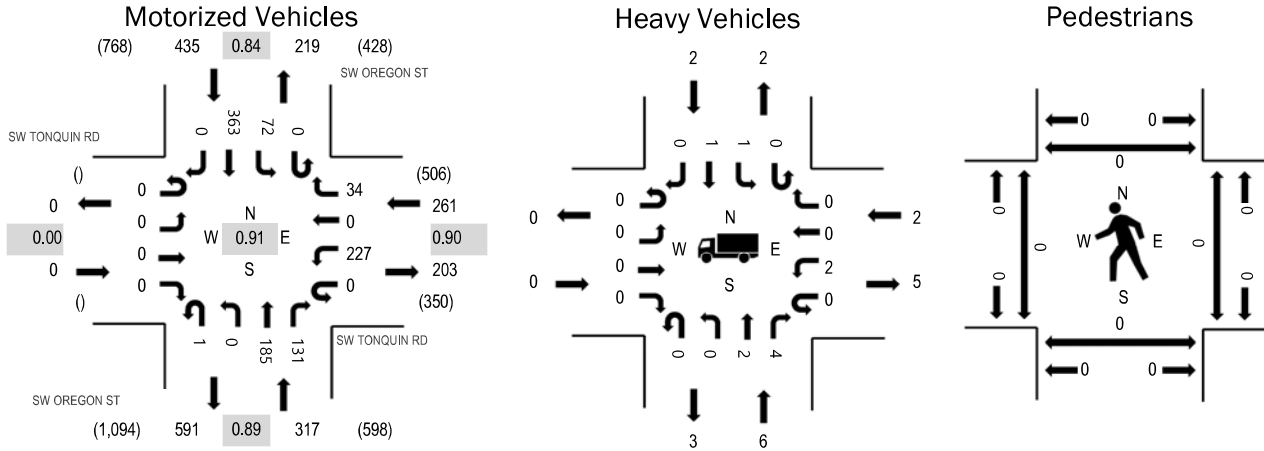 Motorized Vehicles
Heavy Vehicles
Pedestrians
(768) 435 0.84 219 (428)
SW OREGON ST
SW TONQUIN RD
0 363 72 0
()
0
0.00
0
()
0
0
0
0
N
W 0.91 E
S
34
0
227
0
(506)
261
0.90
203
(350)
1 0 185 131
SW TONQUIN RD
SW OREGON ST
(1,094) 591 0.89 317 (598)
2 2
0 1 1 0
0
0
0
0
0
0
N
W E
S
0
0
2
0
2
5
0 0 2 4
3 6
0 0
0
0
0
0
N
W E
S
0
0
0
0
0 0